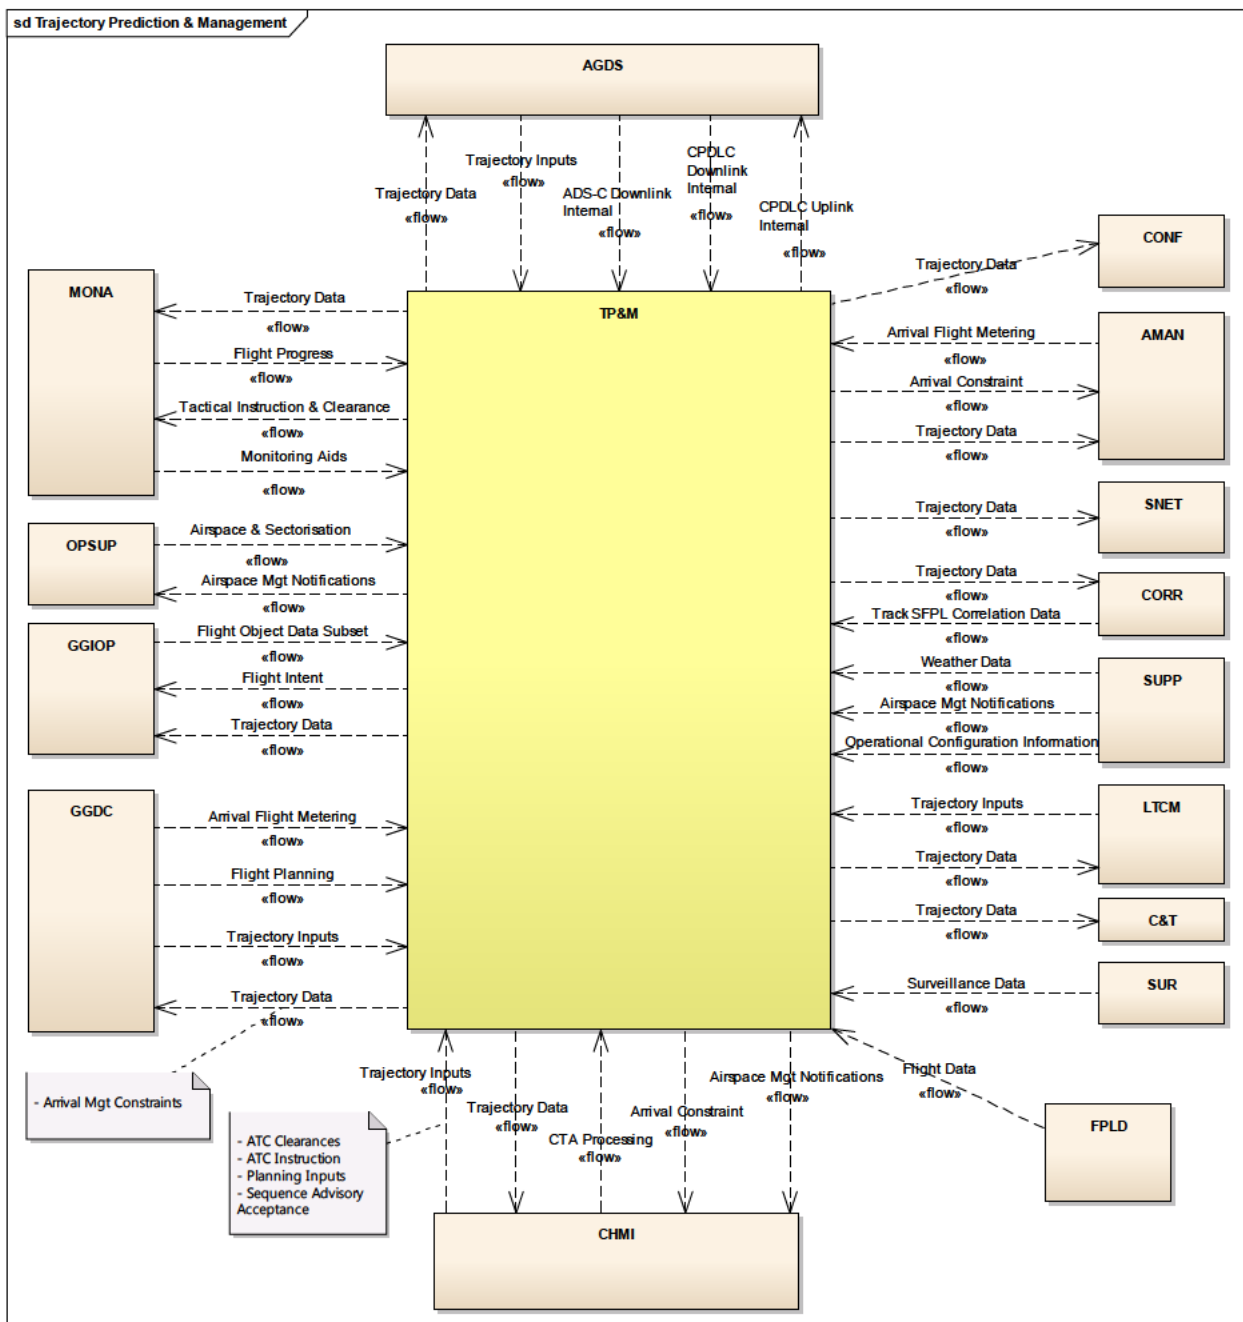 sd Trajectory Prediction & Management
AGDS
Trajectory Data
«flow»
Trajectory Inputs
«flow»
ADS-C Downlink
Internal
«flow»
CPDLC
Downlink
Internal
«flow»
CPDLC Uplink
Internal
«flow»
TP&M
MONA
Trajectory Data
«flow»
Flight Progress
«flow»
Tactical Instruction & Clearance
«flow»
Monitoring Aids
«flow»
OPSUP
Airspace & Sectorisation
«flow»
Airspace Mgt Notifications
«flow»
GGIOP
Flight Object Data Subset
«flow»
Flight Intent
«flow»
Trajectory Data
«flow»
GGDC
Arrival Flight Metering
«flow»
Flight Planning
«flow»
Trajectory Inputs
«flow»
Trajectory Data
«flow»
- Arrival Mgt Constraints
- ATC Clearances
- ATC Instruction
- Planning Inputs
- Sequence Advisory
Acceptance
CONF
Trajectory Data
«flow»
AMAN
Arrival Flight Metering
«flow»
Arrival Constraint
«flow»
Trajectory Data
«flow»
SNET
Trajectory Data
«flow»
CORR
Trajectory Data
«flow»
Track SFPL Correlation Data
«flow»
SUPP
Weather Data
«flow»
Airspace Mgt Notifications
«flow»
Operational Configuration Information
«flow»
LTCM
Trajectory Inputs
«flow»
Trajectory Data
«flow»
C&T
Trajectory Data
«flow»
SUR
Surveillance Data
«flow»
FPLD
Flight Data
«flow»
Trajectory Inputs
«flow»
Trajectory Data
«flow»
CTA Processing
«flow»
Arrival Constraint
«flow»
Airspace Mgt Notifications
«flow»
CHMI